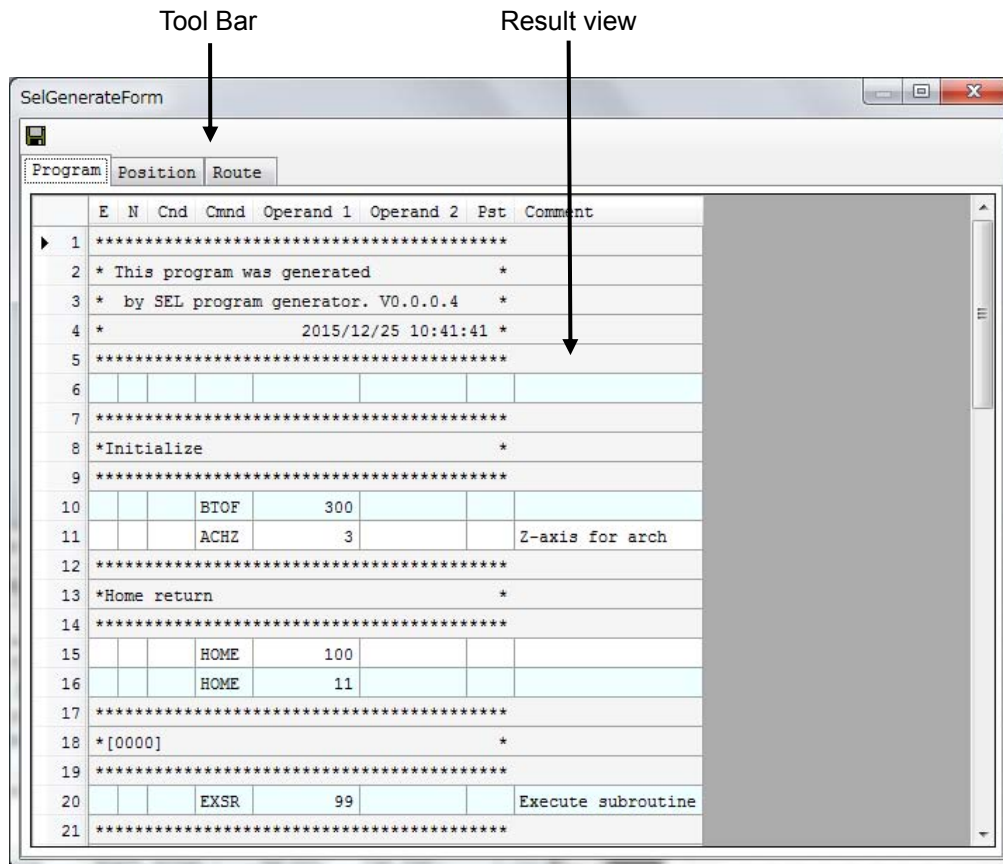 Tool Bar Result view
SelGenerateForm
Program Position Route
E N Cnd Cmnd Operand 1 Operand 2 Pst Comment
1 ******************************************
2 * This program was generated *
3 * by SEL program generator. V0.0.0.4 *
4 * 2015/12/25 10:41:41 *
5 ******************************************
6
7 ******************************************
8 *Initialize *
9 ******************************************
10 BTOF 300
11 ACHZ 3 Z-axis for arch
12 ******************************************
13 *Home return *
14 ******************************************
15 HOME 100
16 HOME 11
17 ******************************************
18 *[0000] *
19 ******************************************
20 EXSR 99 Execute subroutine
21 ******************************************